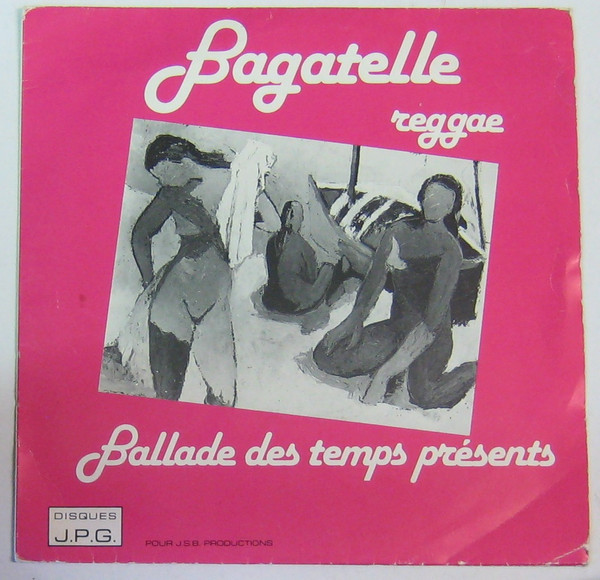 Bagatelle
reggae
Ballade des temps présents
DISQUES
J.P.G.
POUR J.S.B. PRODUCTIONS